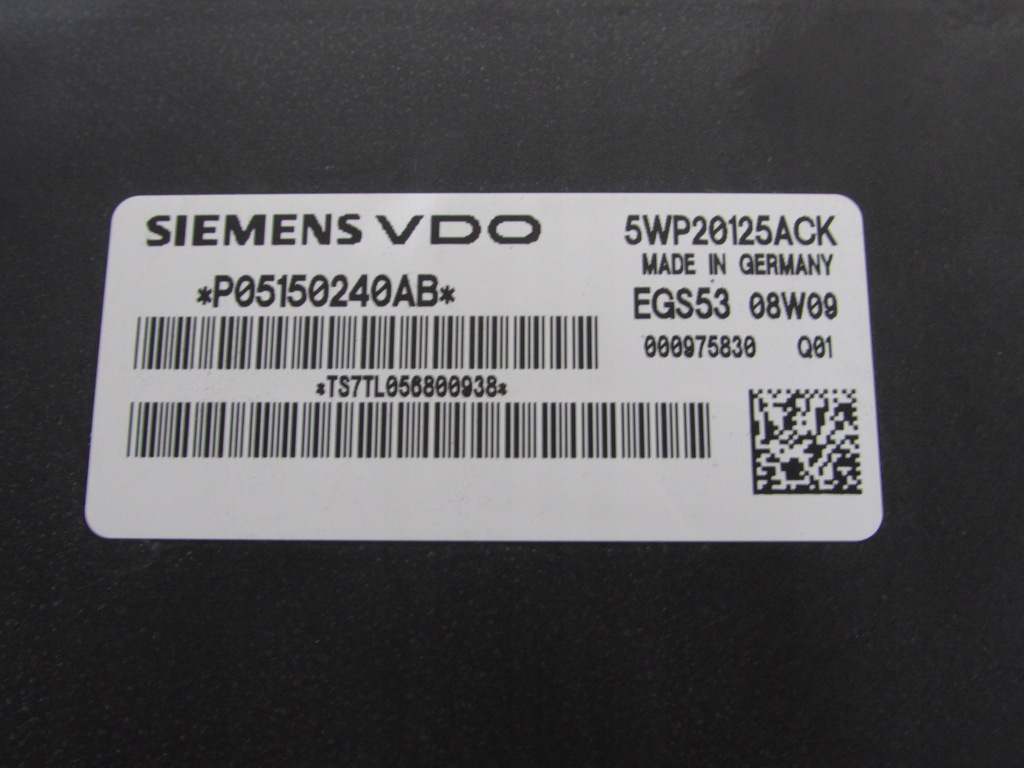 SIEMENS VDO
5WP20125ACK
MADE IN GERMANY
*P05150240AB*
EGS53 08W09
000975830 Q01
*TS7TL056800938*